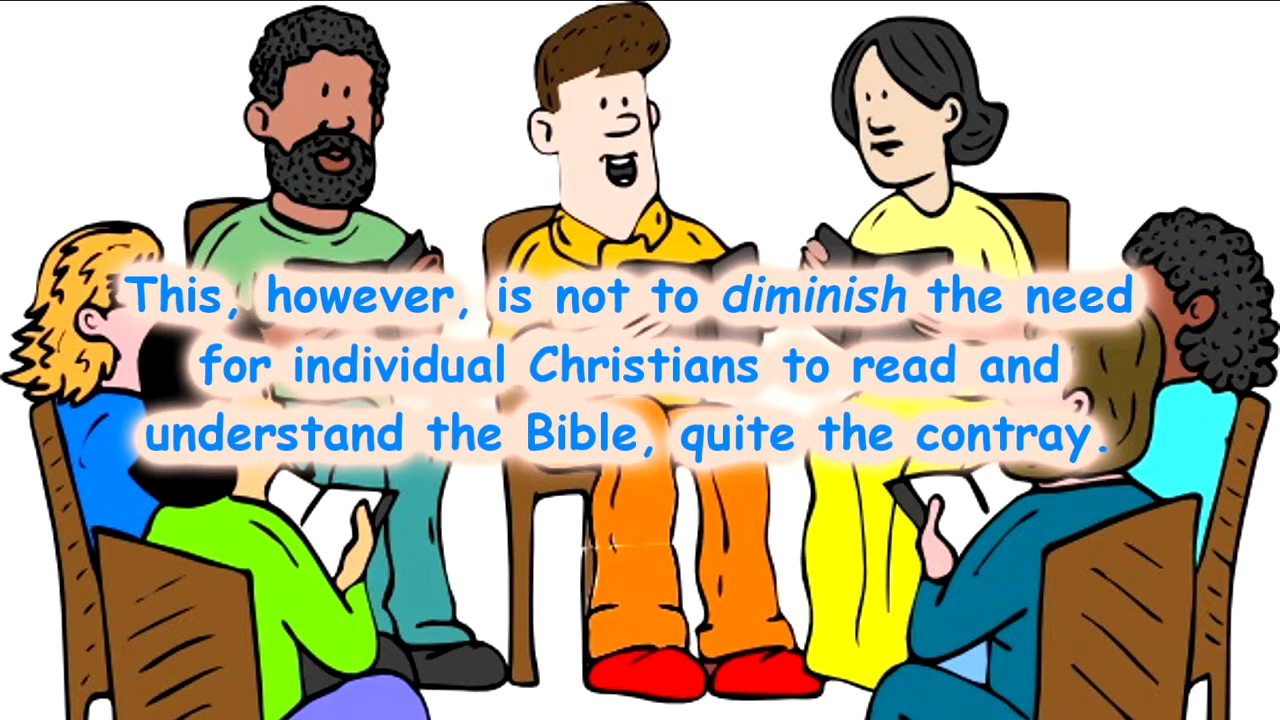 This, however, is not to diminish the need
for individual Christians to read and
understand the Bible, quite the contray.